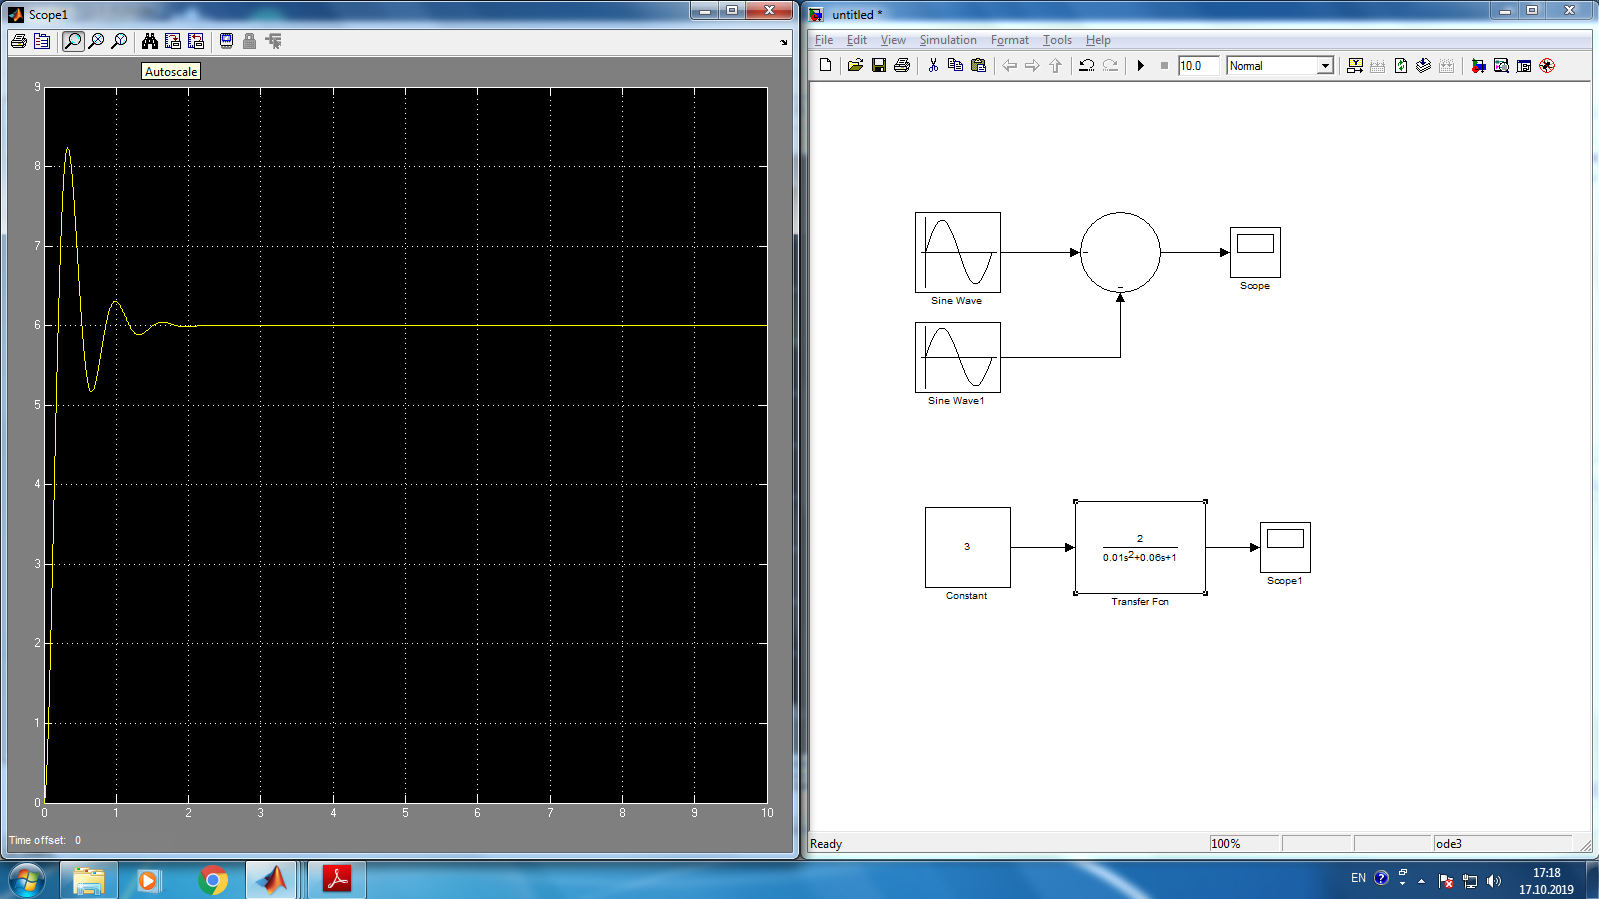 Scope1
Autoscale
9
8
7
6
5
4
3
2
1
0
0 1 2 3 4 5 6 7 8 9 10
Time offset: 0
untitled *
File Edit View Simulation Format Tools Help
10.0 Normal
Sine Wave
Scope
Sine Wave1
3
Constant
2
0.01s2+0.06s+1
Transfer Fcn
Scope1
Ready 100% ode3
EN 17:18
17.10.2019